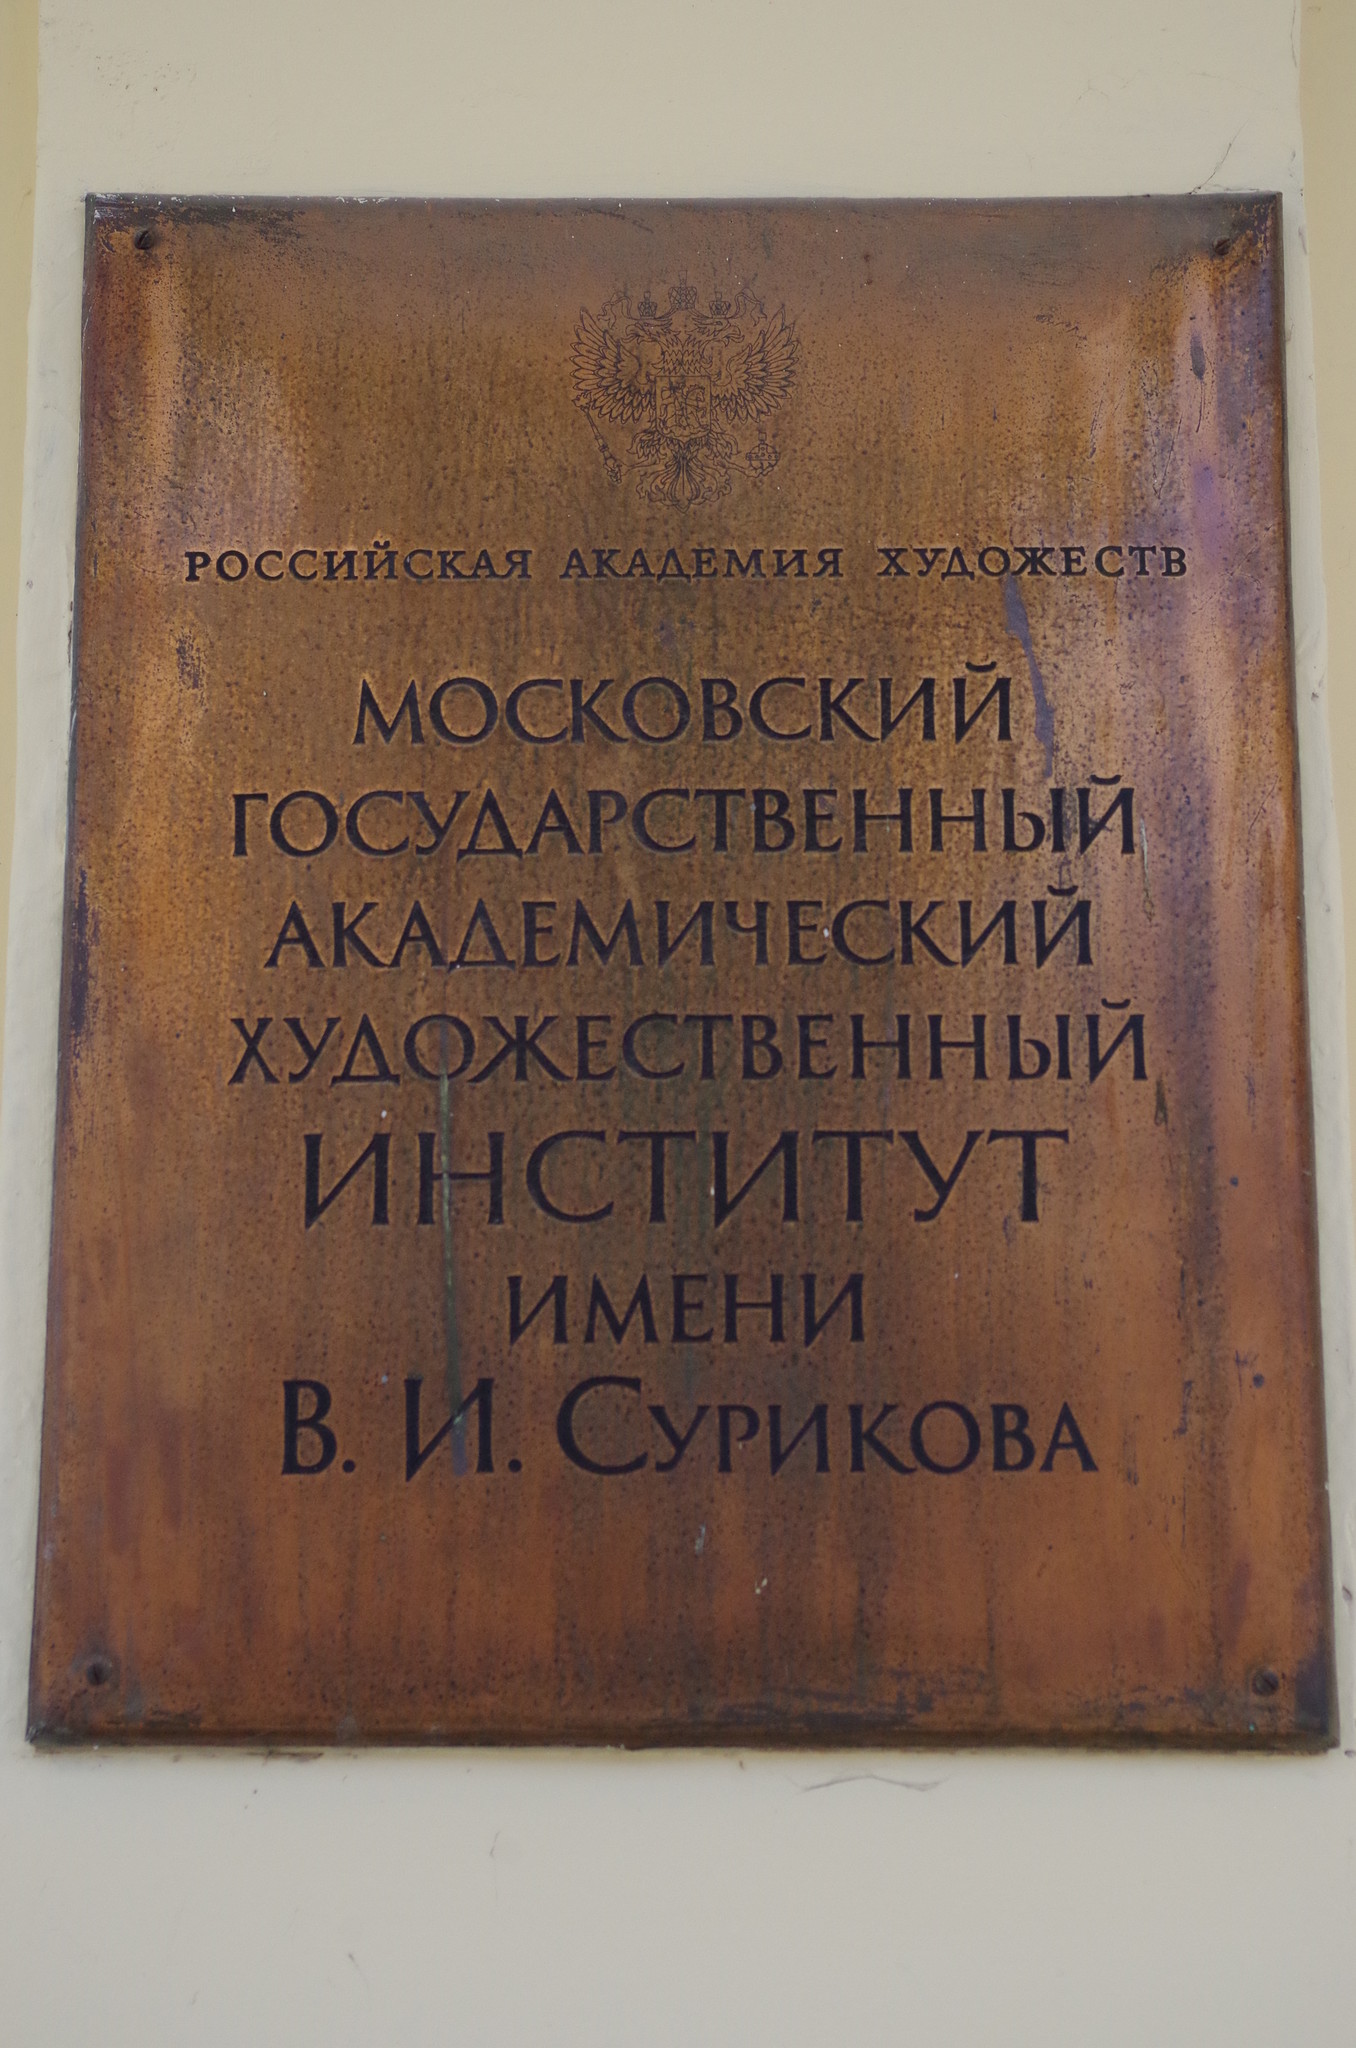 РОССИЙСКАЯ АКАДЕМИЯ ХУДОЖЕСТВ
МОСКОВСКИЙ
ГОСУДАРСТВЕННЫЙ
АКАДЕМИЧЕСКИЙ
ХУДОЖЕСТВЕННЫЙ
ИНСТИТУТ
ИМЕНИ
В. И. СУРИКОВА